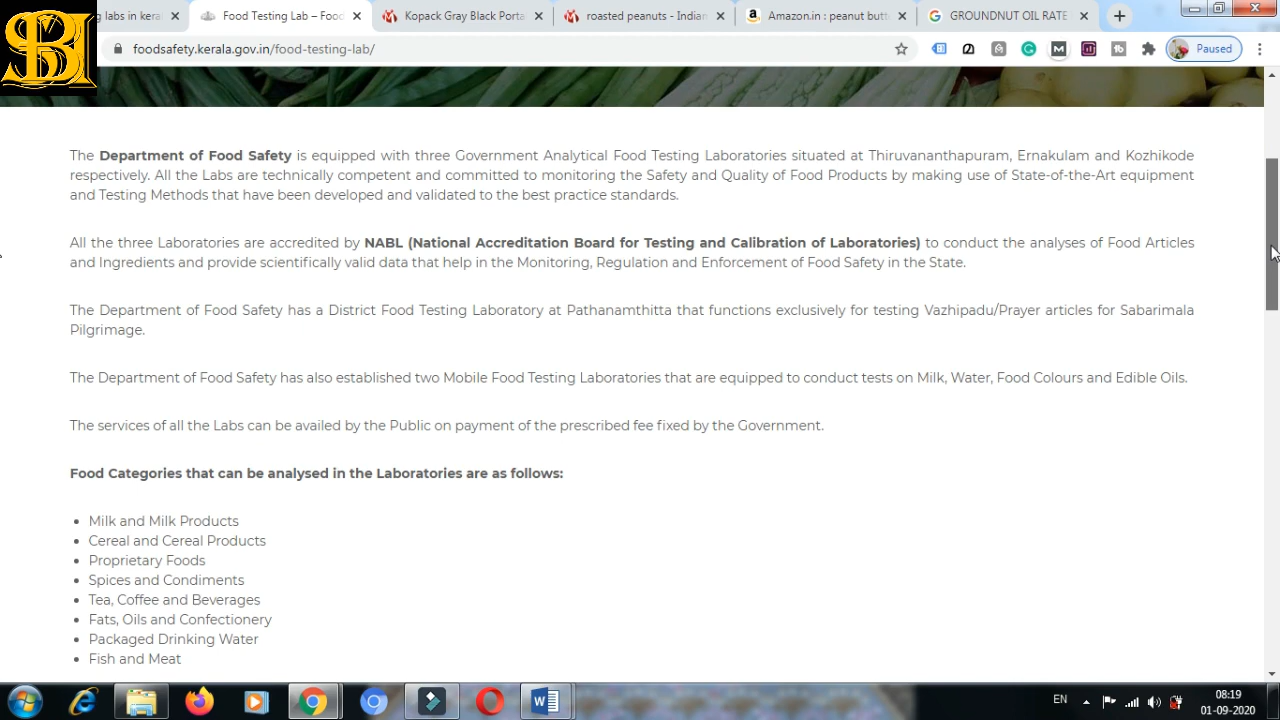 SBI
g labs in kera
Food Testing Lab – Food
Kopack Gray Black Porta
roasted peanuts - Indian
Amazon.in : peanut butt
GROUNDNUT OIL RATE
foodsafety.kerala.gov.in/food-testing-lab/
Paused
The Department of Food Safety is equipped with three Government Analytical Food Testing Laboratories situated at Thiruvananthapuram, Ernakulam and Kozhikode
respectively. All the Labs are technically competent and committed to monitoring the Safety and Quality of Food Products by making use of State-of-the-Art equipment
and Testing Methods that have been developed and validated to the best practice standards.
All the three Laboratories are accredited by NABL (National Accreditation Board for Testing and Calibration of Laboratories) to conduct the analyses of Food Articles
and Ingredients and provide scientifically valid data that help in the Monitoring, Regulation and Enforcement of Food Safety in the State.
The Department of Food Safety has a District Food Testing Laboratory at Pathanamthitta that functions exclusively for testing Vazhipadu/Prayer articles for Sabarimala
Pilgrimage.
The Department of Food Safety has also established two Mobile Food Testing Laboratories that are equipped to conduct tests on Milk, Water, Food Colours and Edible Oils.
The services of all the Labs can be availed by the Public on payment of the prescribed fee fixed by the Government.
Food Categories that can be analysed in the Laboratories are as follows:
Milk and Milk Products
Cereal and Cereal Products
Proprietary Foods
Spices and Condiments
Tea, Coffee and Beverages
Fats, Oils and Confectionery
Packaged Drinking Water
Fish and Meat
EN
08:19
01-09-2020